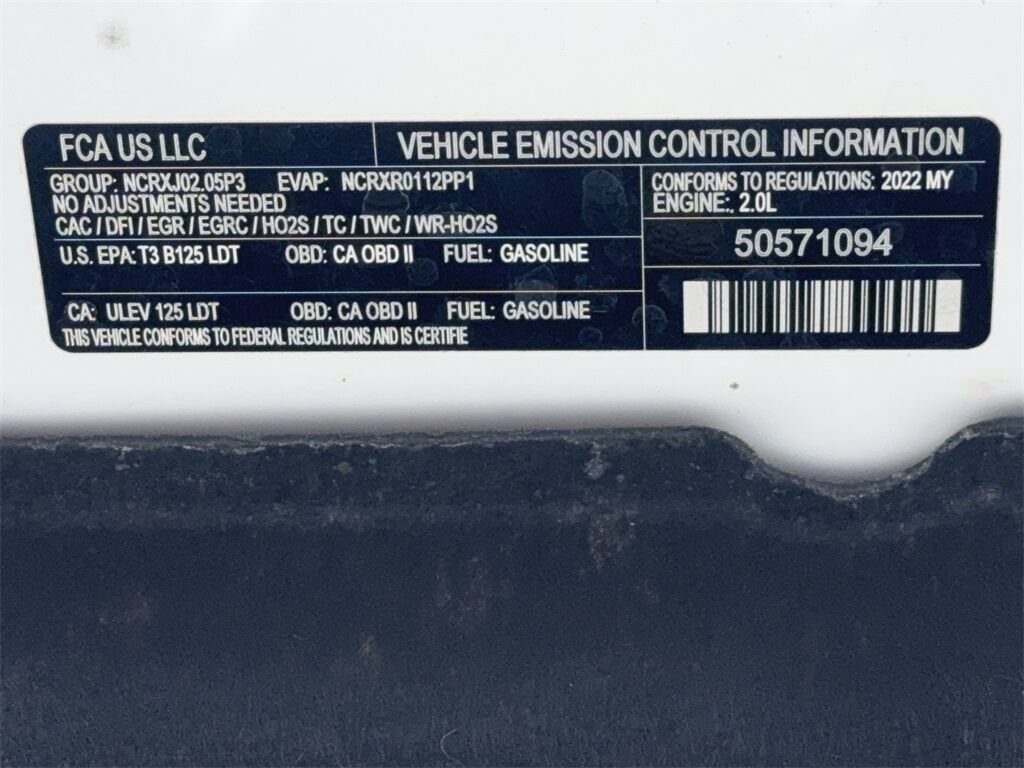 FCA US LLC VEHICLE EMISSION CONTROL INFORMATION
GROUP: NCRXJ02.05P3 EVAP: NCRXR0112PP1
NO ADJUSTMENTS NEEDED
CAC / DFI / EGR / EGRC / HO2S / TC / TWC / WR-HO2S
U.S. EPA: T3 B125 LDT OBD: CA OBD II FUEL: GASOLINE
CA: ULEV 125 LDT OBD: CA OBD II FUEL: GASOLINE
THIS VEHICLE CONFORMS TO FEDERAL REGULATIONS AND IS CERTIFIE
CONFORMS TO REGULATIONS: 2022 MY
ENGINE:. 2.0L
50571094